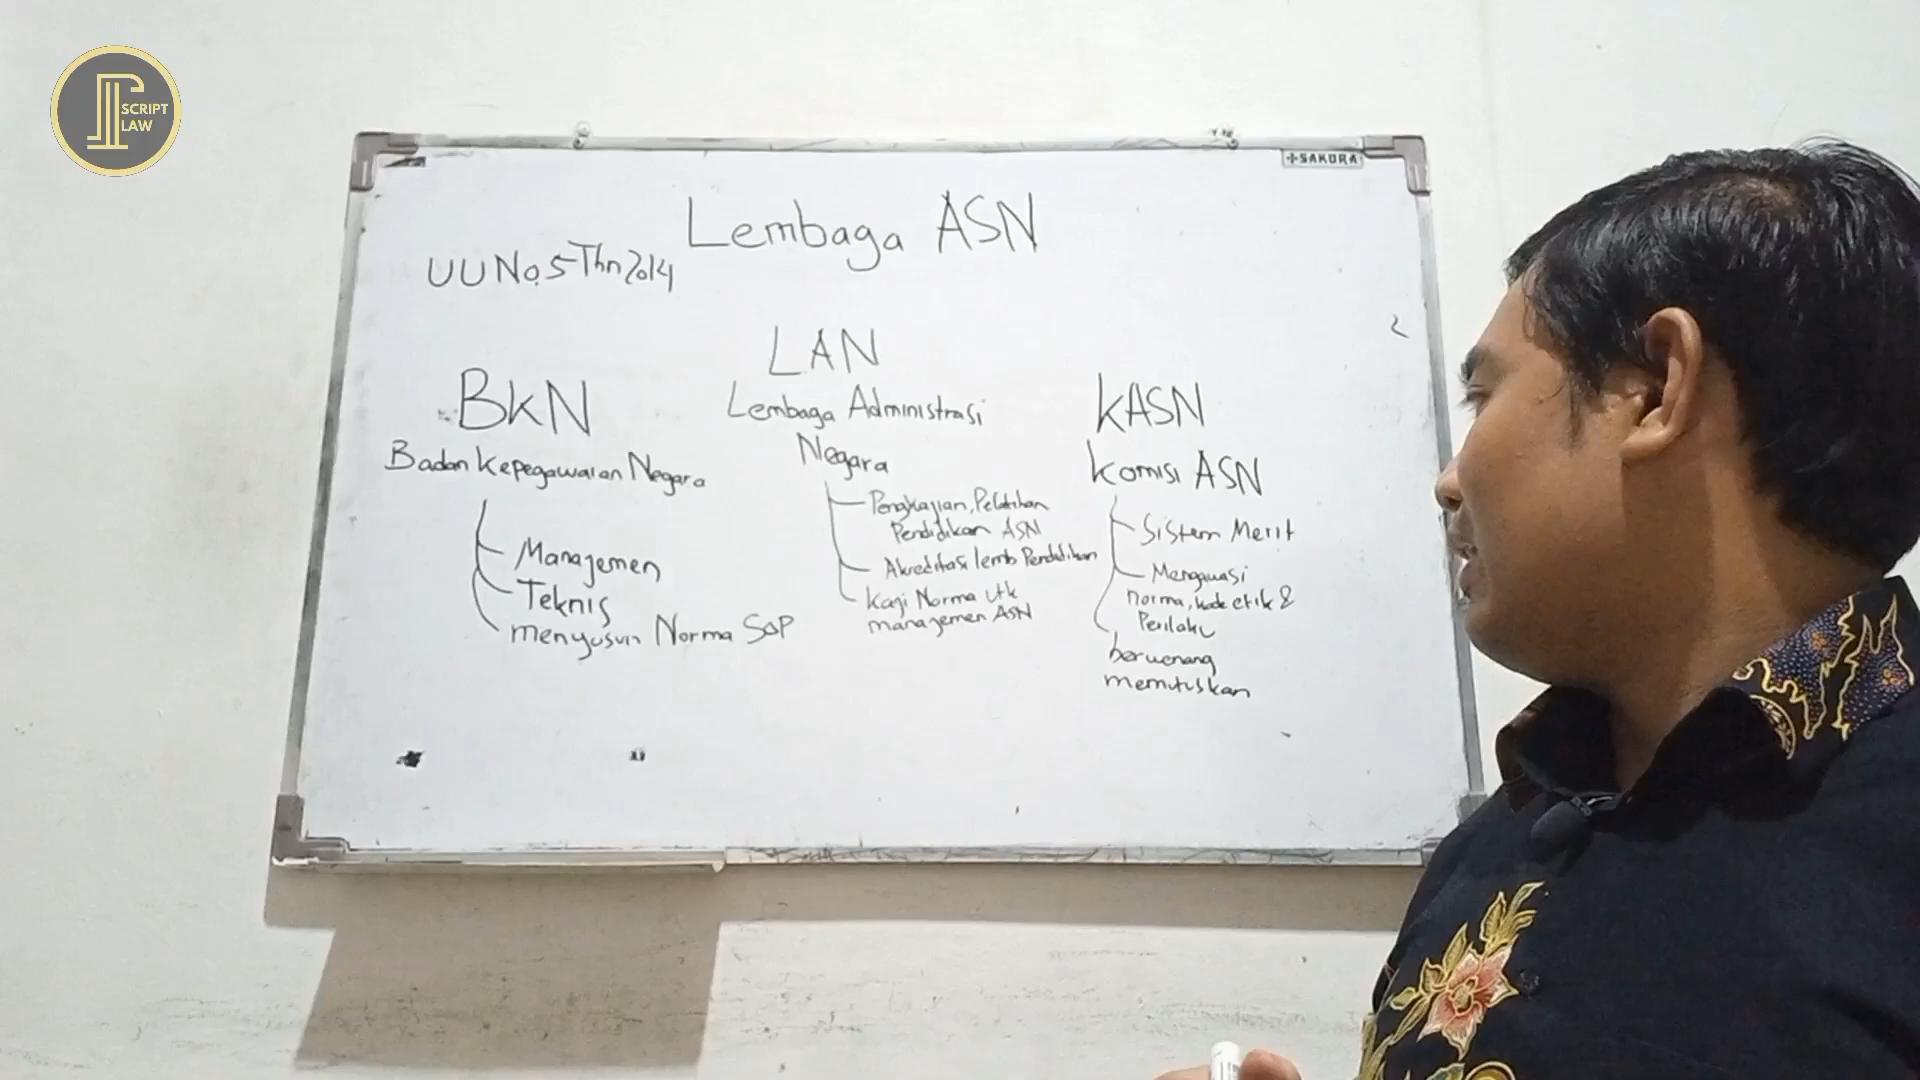 SCRIPT
LAW
SAKURA
Lembaga ASN
UU No. 5 Thn 2014
BKN
Badan Kepegawaian Negara
Manajemen
Teknis
menyusun Norma SOP
LAN
Lembaga Administrasi
Negara
Pengkajian, Pelatihan
Pendidikan ASN
Akreditasi lemb Pendidikan
Kaji Norma utk
manajemen ASN
KASN
Komisi ASN
Sistem Merit
Mengawasi
norma, kode etik &
Perilaku
berwenang
memutuskan